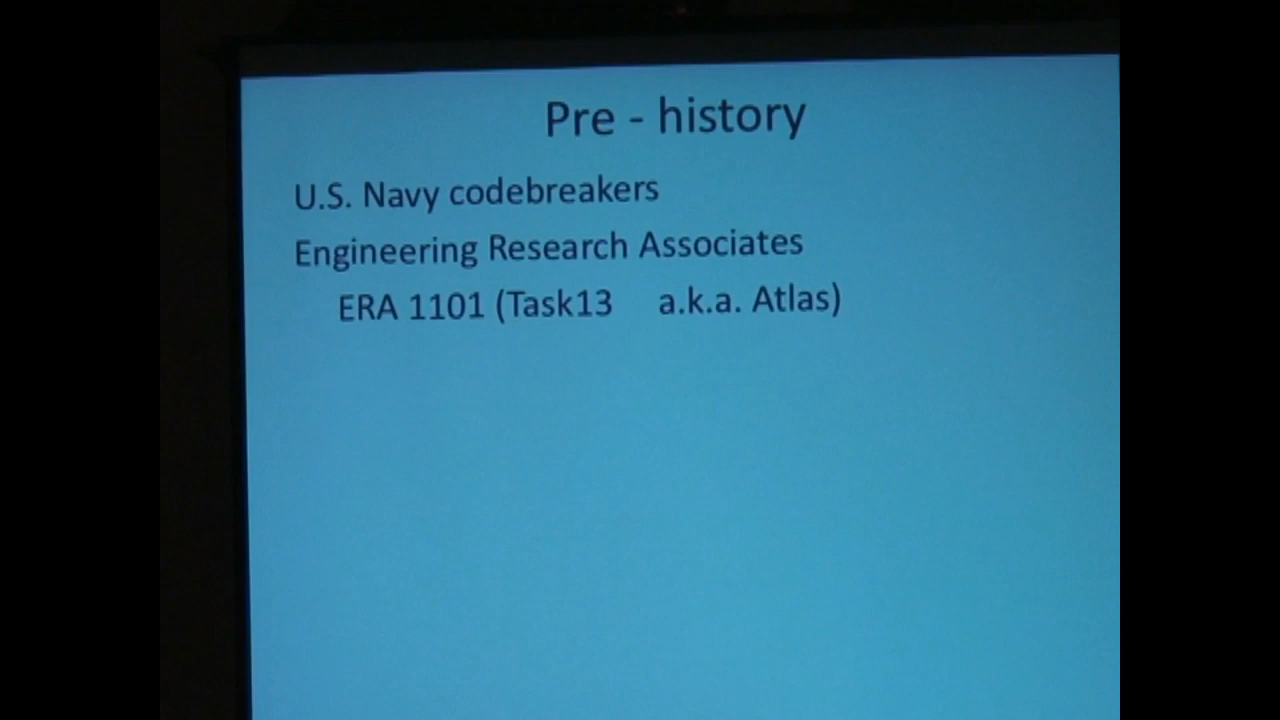 Pre - history
U.S. Navy codebreakers
Engineering Research Associates
ERA 1101 (Task13 a.k.a. Atlas)